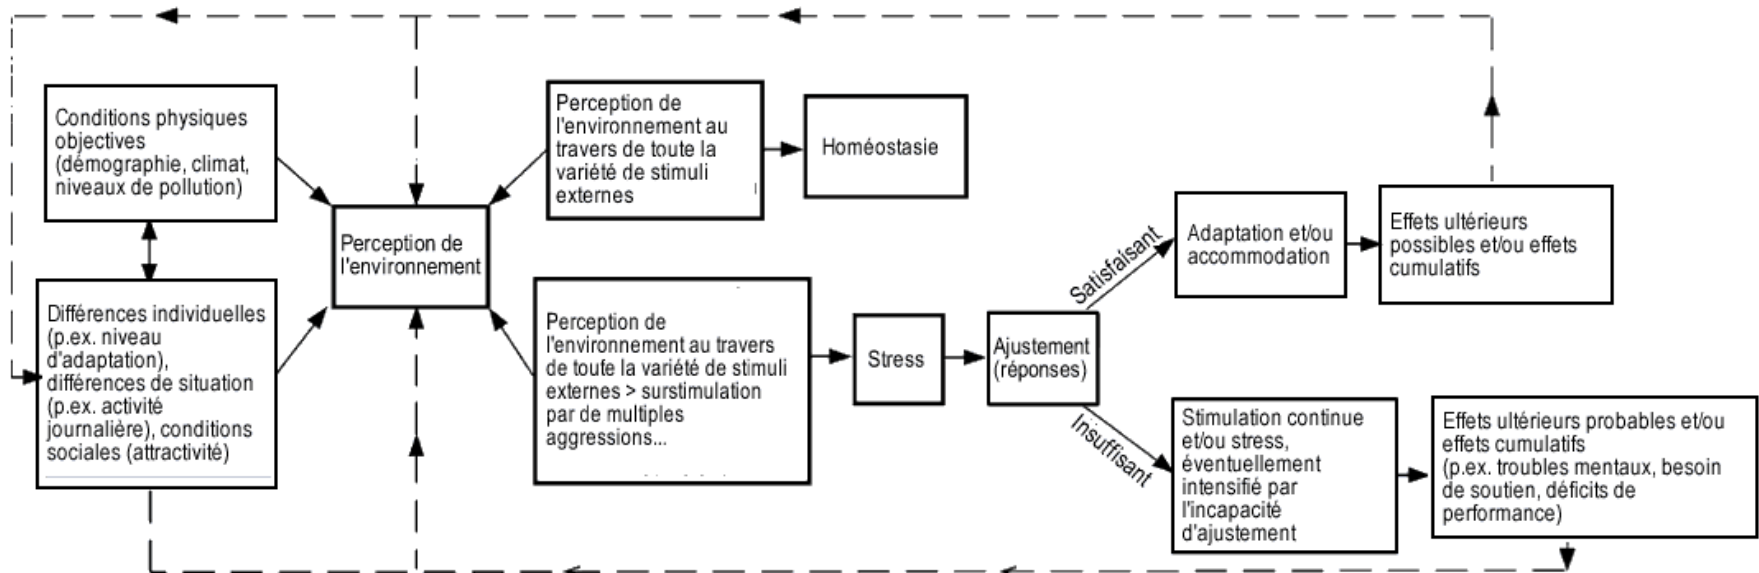 Conditions physiques
objectives
(démographie, climat,
niveaux de pollution)
Différences individuelles
(p.ex. niveau
d'adaptation),
différences de situation
(p.ex. activité
journalière), conditions
sociales (attractivité)
Perception de
l'environnement
Perception de
l'environnement au
travers de toute la
variété de stimuli
externes
Homéostasie
Perception de
l'environnement au travers
de toute la variété de stimuli
externes > surstimulation
par de multiples
aggressions...
Stress
Ajustement
(réponses)
Satisfaisant
Adaptation et/ou
accommodation
Effets ultérieurs
possibles et/ou effets
cumulatifs
Insuffisant
Stimulation continue
et/ou stress,
éventuellement
intensifié par
l'incapacité
d'ajustement
Effets ultérieurs probables et/ou
effets cumulatifs
(p.ex. troubles mentaux, besoin
de soutien, déficits de
performance)